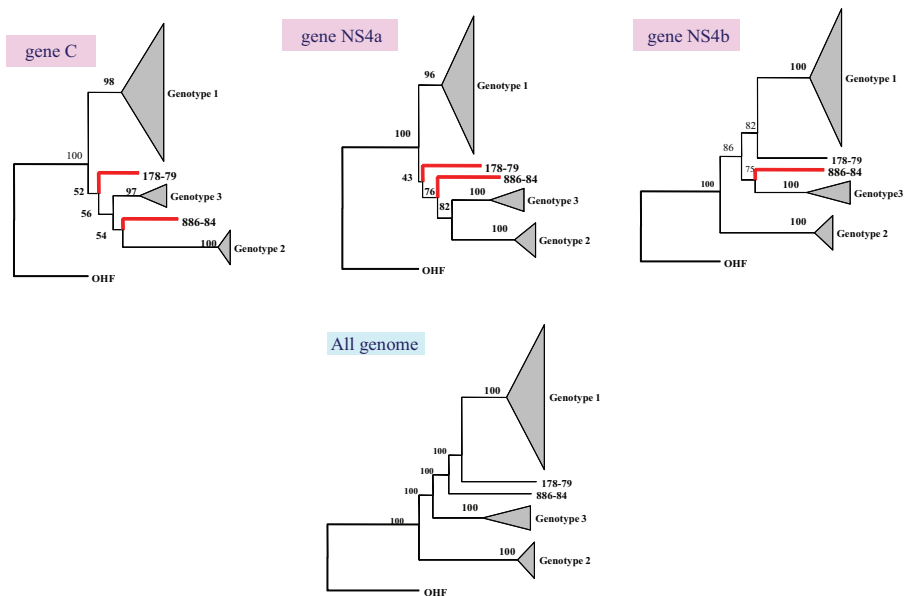 gene C
98
Genotype 1
100
178-79
52
97
Genotype 3
56
886-84
54
100
Genotype 2
OHF
gene NS4a
96
Genotype 1
100
178-79
43
886-84
76
100
Genotype 3
82
100
Genotype 2
OHF
gene NS4b
100
Genotype 1
82
86
178-79
75
886-84
100
100
Genotype3
100
Genotype 2
OHF
All genome
100
Genotype 1
100
178-79
100
886-84
100
100
Genotype 3
100
100
Genotype 2
OHF